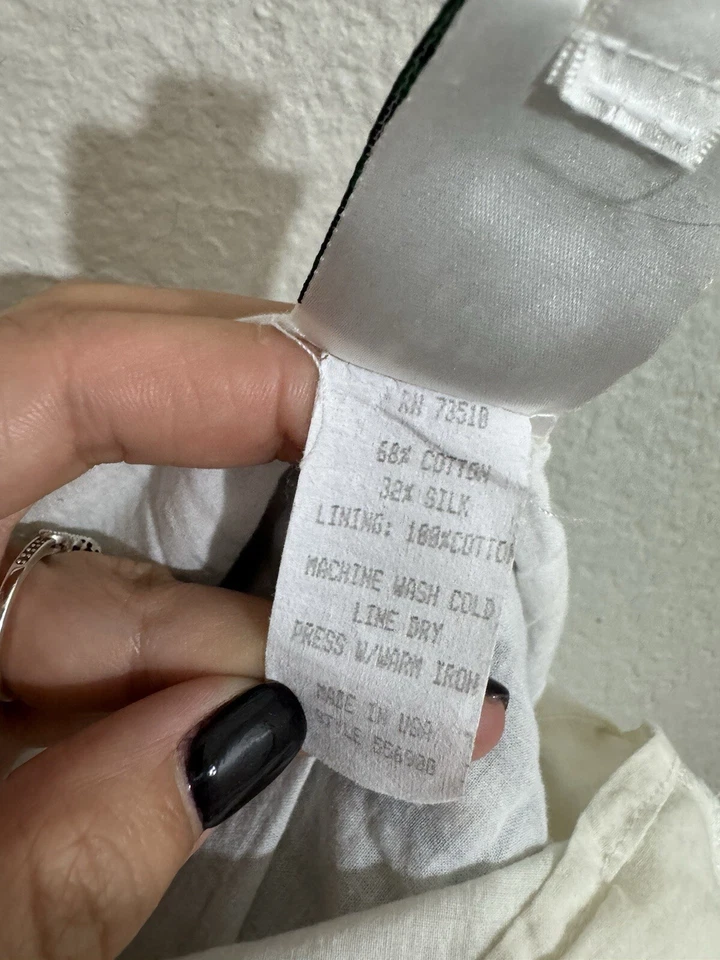 RN 73510
68% COTTON
32% SILK
LINING: 100%COTTON
MACHINE WASH COLD
LINE DRY
PRESS W/WARM IRON
MADE IN USA
STYLE